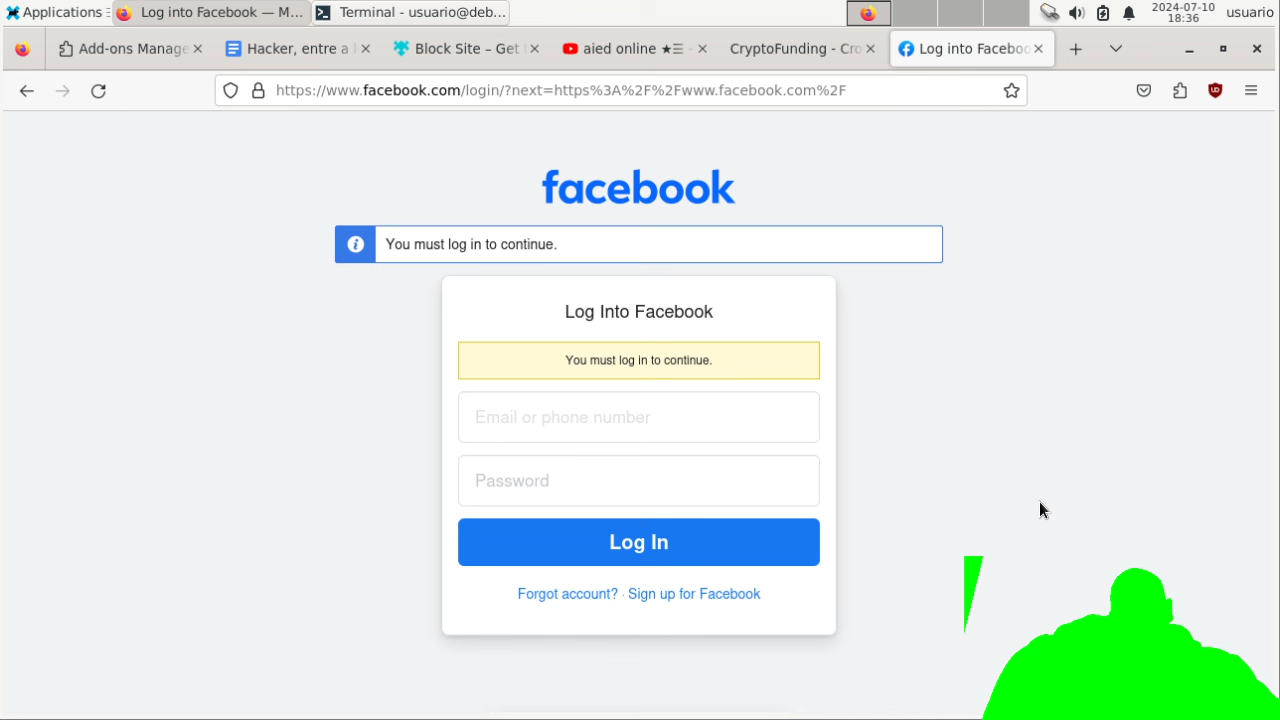 Applications
Log into Facebook — M...
Terminal - usuario@deb...
2024-07-10
18:36
usuario
Add-ons Manage
Hacker, entre a
Block Site – Get
aied online ★☰ -
CryptoFunding - Cro
Log into Faceboo
https://www.facebook.com/login/?next=https%3A%2F%2Fwww.facebook.com%2F
facebook
You must log in to continue.
Log Into Facebook
You must log in to continue.
Email or phone number
Password
Log In
Forgot account? · Sign up for Facebook